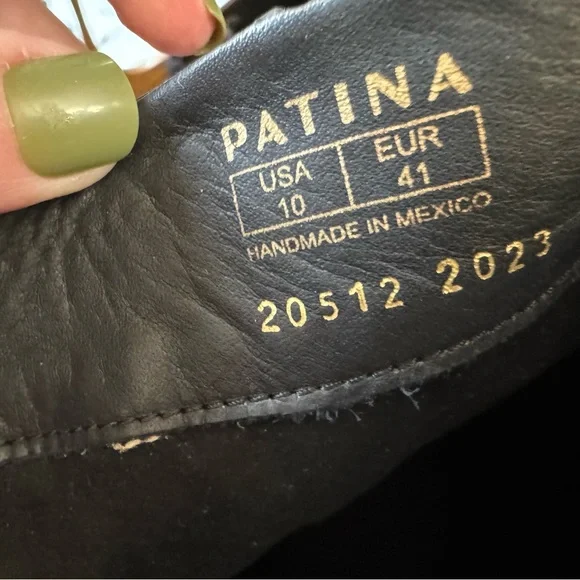 PATINA
USA EUR
10 41
HANDMADE IN MEXICO
20512 2023